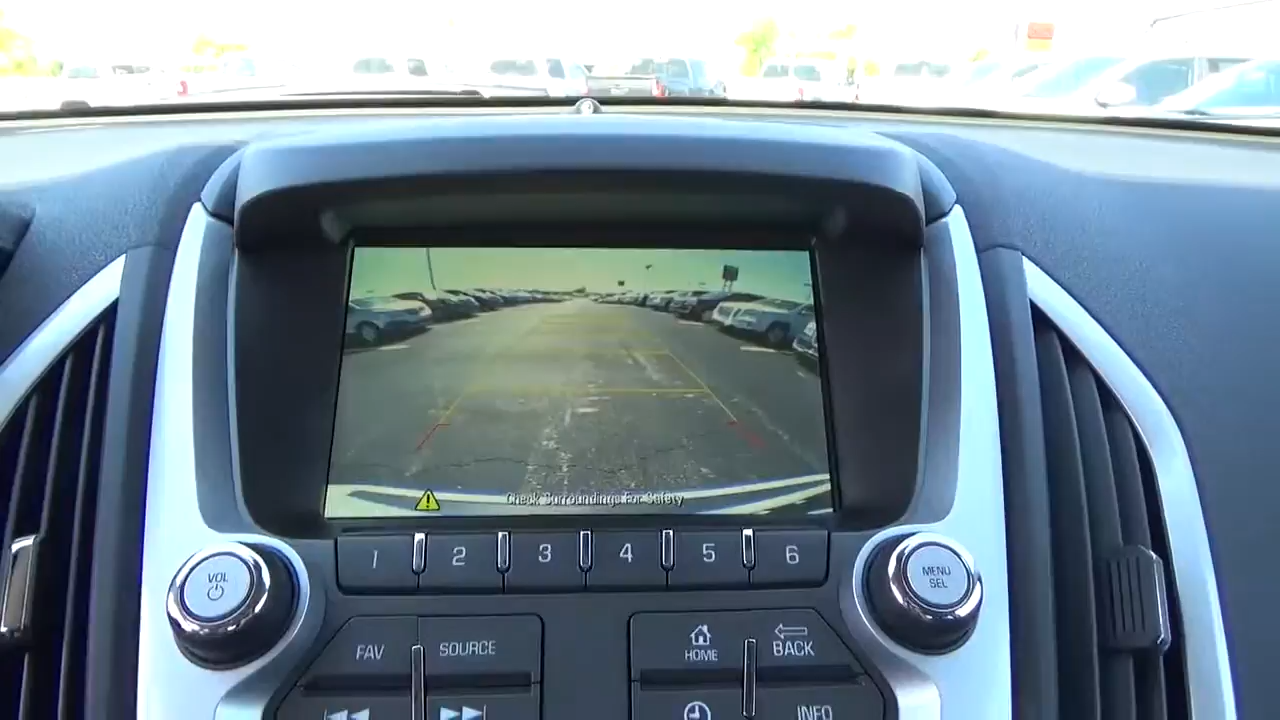 Check Surroundings For Safety
1 2 3 4 5 6
VOL
MENU
SEL
FAV SOURCE
HOME BACK
INFO